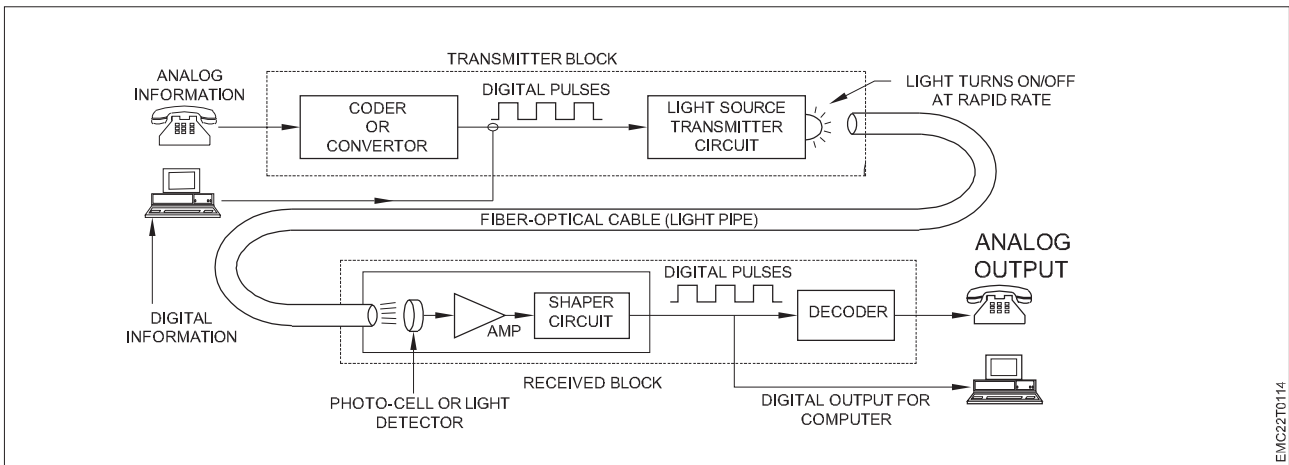 TRANSMITTER BLOCK
ANALOG
INFORMATION
DIGITAL PULSES
LIGHT TURNS ON/OFF
AT RAPID RATE
CODER
OR
CONVERTOR
LIGHT SOURCE
TRANSMITTER
CIRCUIT
FIBER-OPTICAL CABLE (LIGHT PIPE)
DIGITAL
INFORMATION
ANALOG
OUTPUT
DIGITAL PULSES
SHAPER
CIRCUIT
AMP
DECODER
RECEIVED BLOCK
PHOTO-CELL OR LIGHT
DETECTOR
DIGITAL OUTPUT FOR
COMPUTER
EMC22T0114